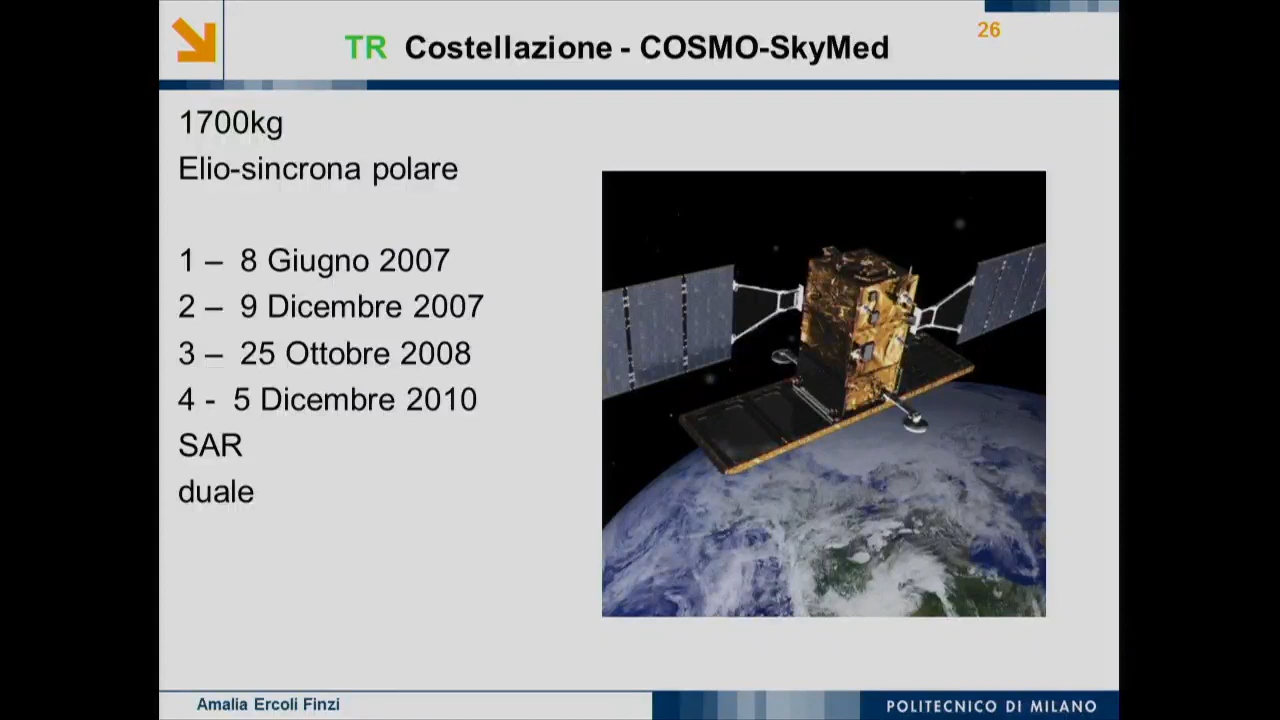 TR Costellazione - COSMO-SkyMed
26
1700kg
Elio-sincrona polare
1 – 8 Giugno 2007
2 – 9 Dicembre 2007
3 – 25 Ottobre 2008
4 - 5 Dicembre 2010
SAR
duale
Amalia Ercoli Finzi
POLITECNICO DI MILANO